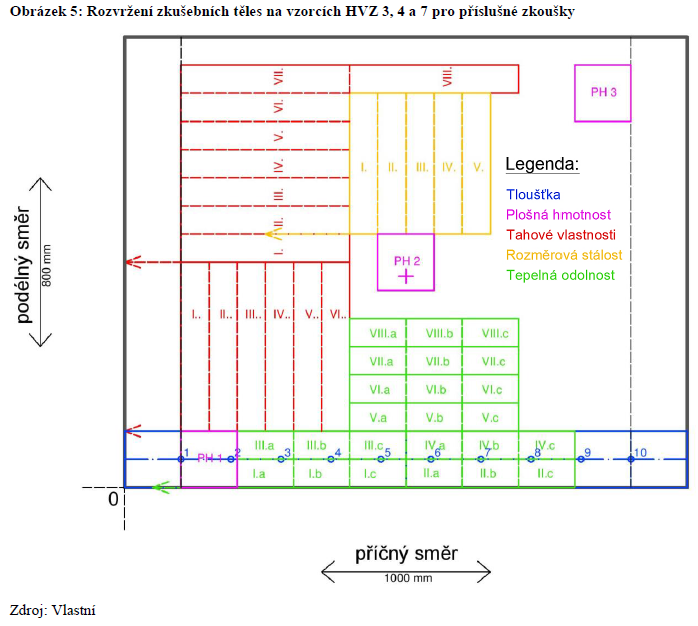 Obrázek 5: Rozvržení zkušebních těles na vzorcích HVZ 3, 4 a 7 pro příslušné zkoušky
VII. VIII.
PH 3
VI.
V.
IV.
III.
II.
I.
I. II. III. IV. V.
Legenda:
Tloušťka
Plošná hmotnost
Tahové vlastnosti
Rozměrová stálost
Tepelná odolnost
podélný směr
800 mm
PH 2
I.. II.. III.. IV.. V.. VI..
VIII.a VIII.b VIII.c
VII.a VII.b VII.c
VI.a VI.b VI.c
V.a V.b V.c
III.a III.b III.c IV.a IV.b IV.c
1 2 3 4 5 6 7 8 9 10
PH 1
I.a I.b I.c II.a II.b II.c
0
příčný směr
1000 mm
Zdroj: Vlastní